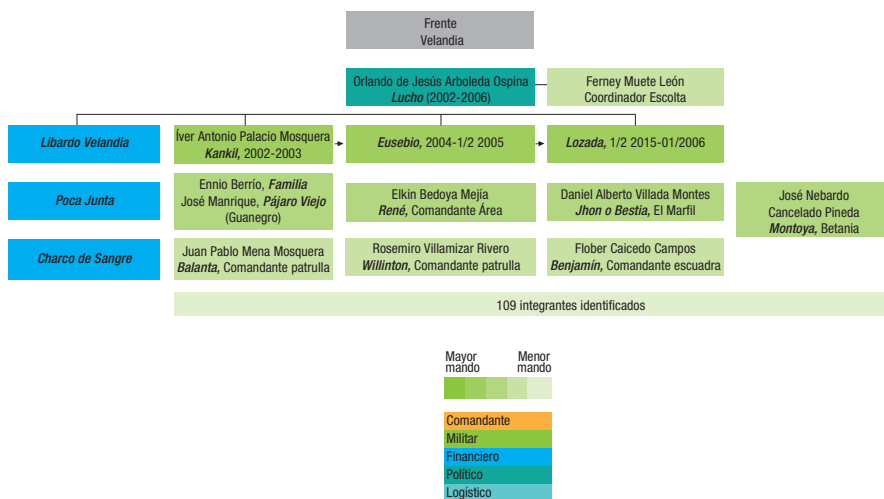 Frente
Velandia
Orlando de Jesús Arboleda Ospina
Lucho (2002-2006)
Ferney Muete León
Coordinador Escolta
Libardo Velandia
Íver Antonio Palacio Mosquera
Kankil, 2002-2003
Eusebio, 2004-1/2 2005
Lozada, 1/2 2015-01/2006
Poca Junta
Ennio Berrío, Familia
José Manrique, Pájaro Viejo
(Guanegro)
Elkin Bedoya Mejía
René, Comandante Área
Daniel Alberto Villada Montes
Jhon o Bestia, El Marfil
José Nebardo
Cancelado Pineda
Montoya, Betania
Charco de Sangre
Juan Pablo Mena Mosquera
Balanta, Comandante patrulla
Rosemiro Villamizar Rivero
Willinton, Comandante patrulla
Flober Caicedo Campos
Benjamín, Comandante escuadra
109 integrantes identificados
Mayor
mando
Menor
mando
Comandante
Militar
Financiero
Político
Logístico